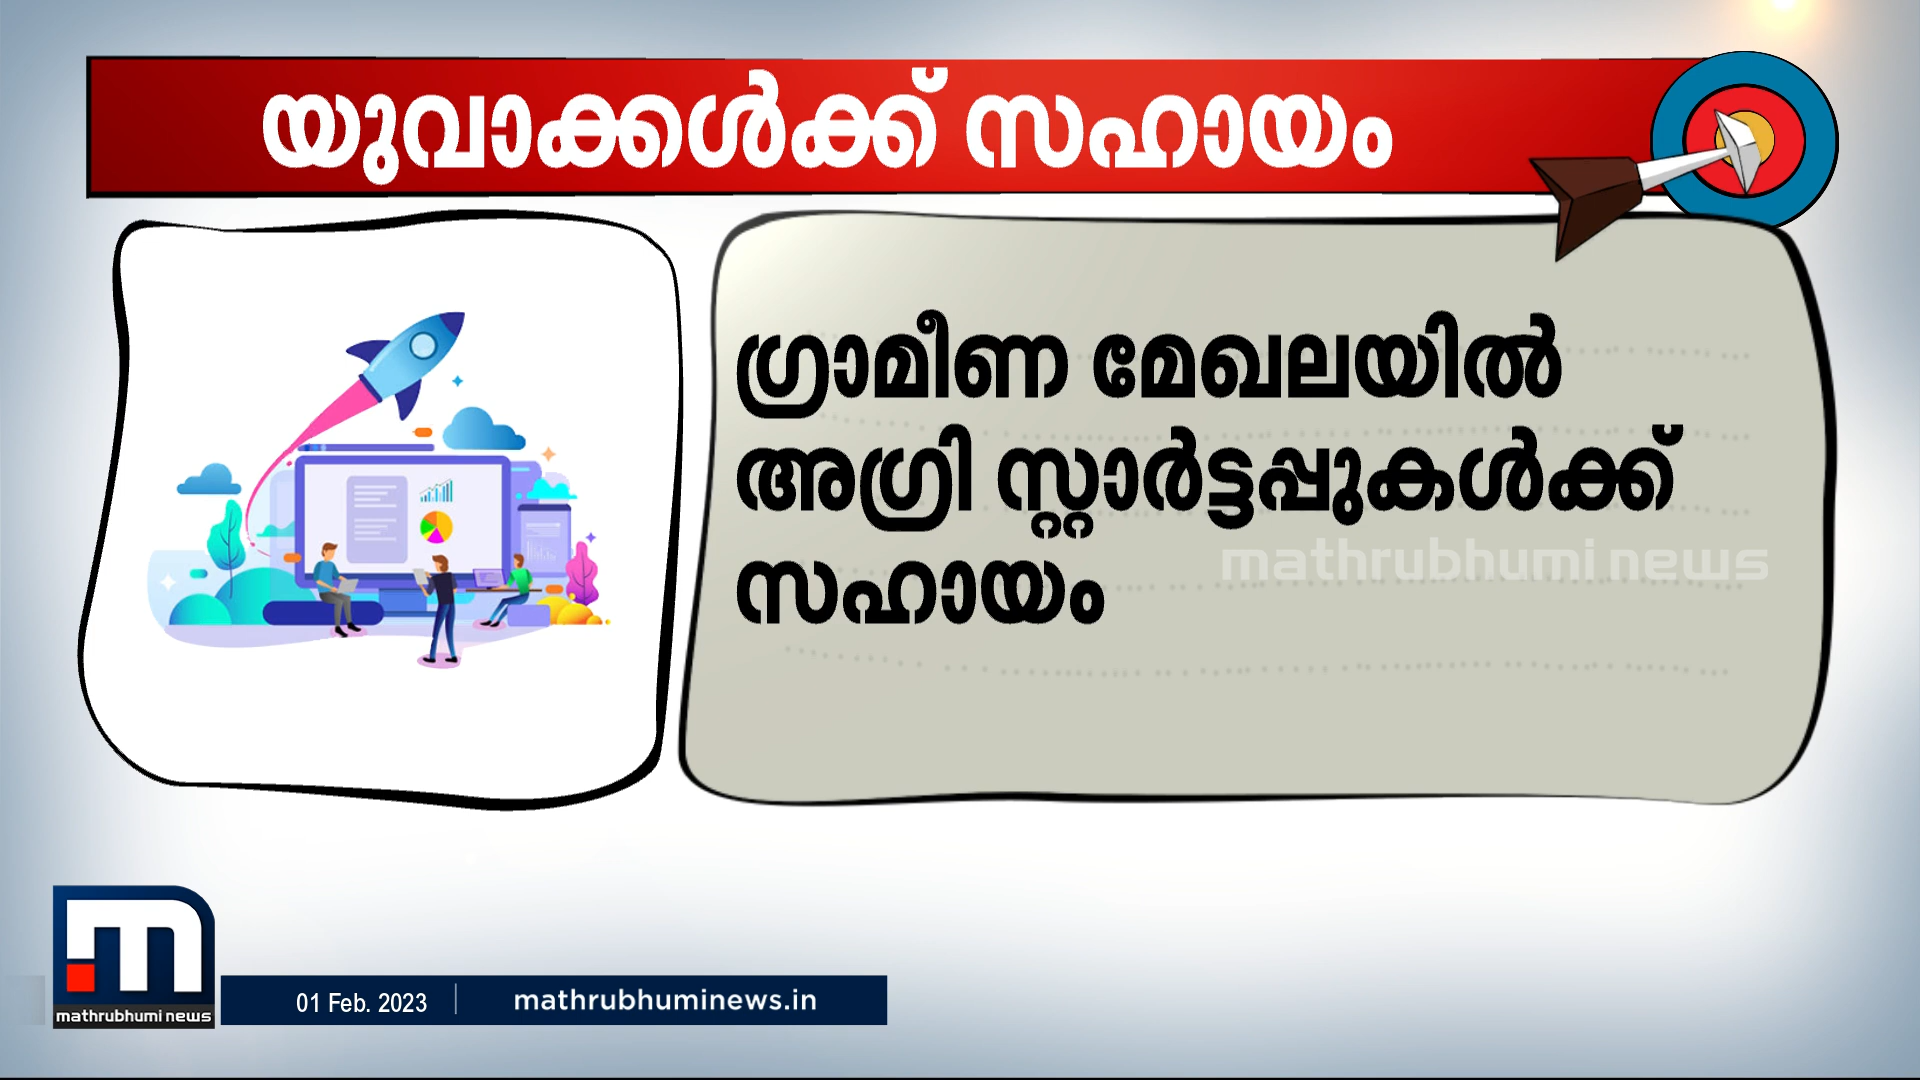 യുവാക്കൾക്ക് സഹായം
ഗ്രാമീണ മേഖലയിൽ
അഗ്രി സ്റ്റാർട്ടപ്പുകൾക്ക്
സഹായം
mathrubhumi news
mathrubhumi news
01 Feb. 2023
mathrubhuminews.in